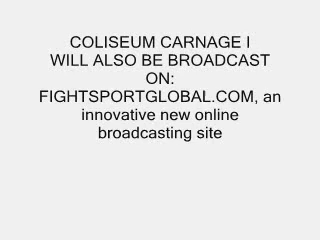 COLISEUM CARNAGE I
WILL ALSO BE BROADCAST
ON:
FIGHTSPORTGLOBAL.COM, an
innovative new online
broadcasting site